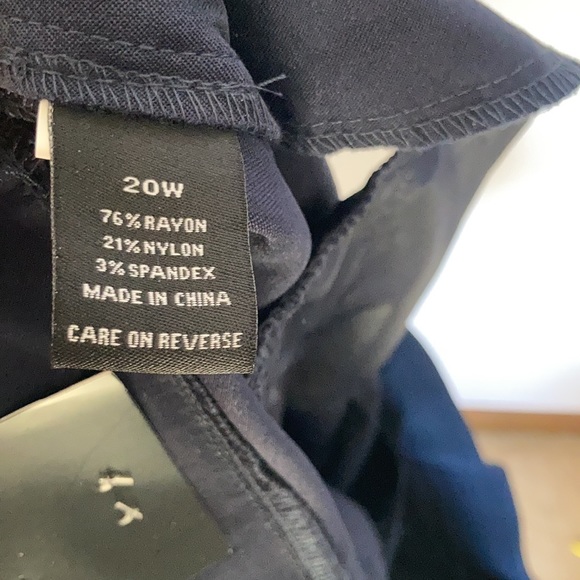 20W
76%RAYON
21%NYLON
3%SPANDEX
MADE IN CHINA
CARE ON REVERSE